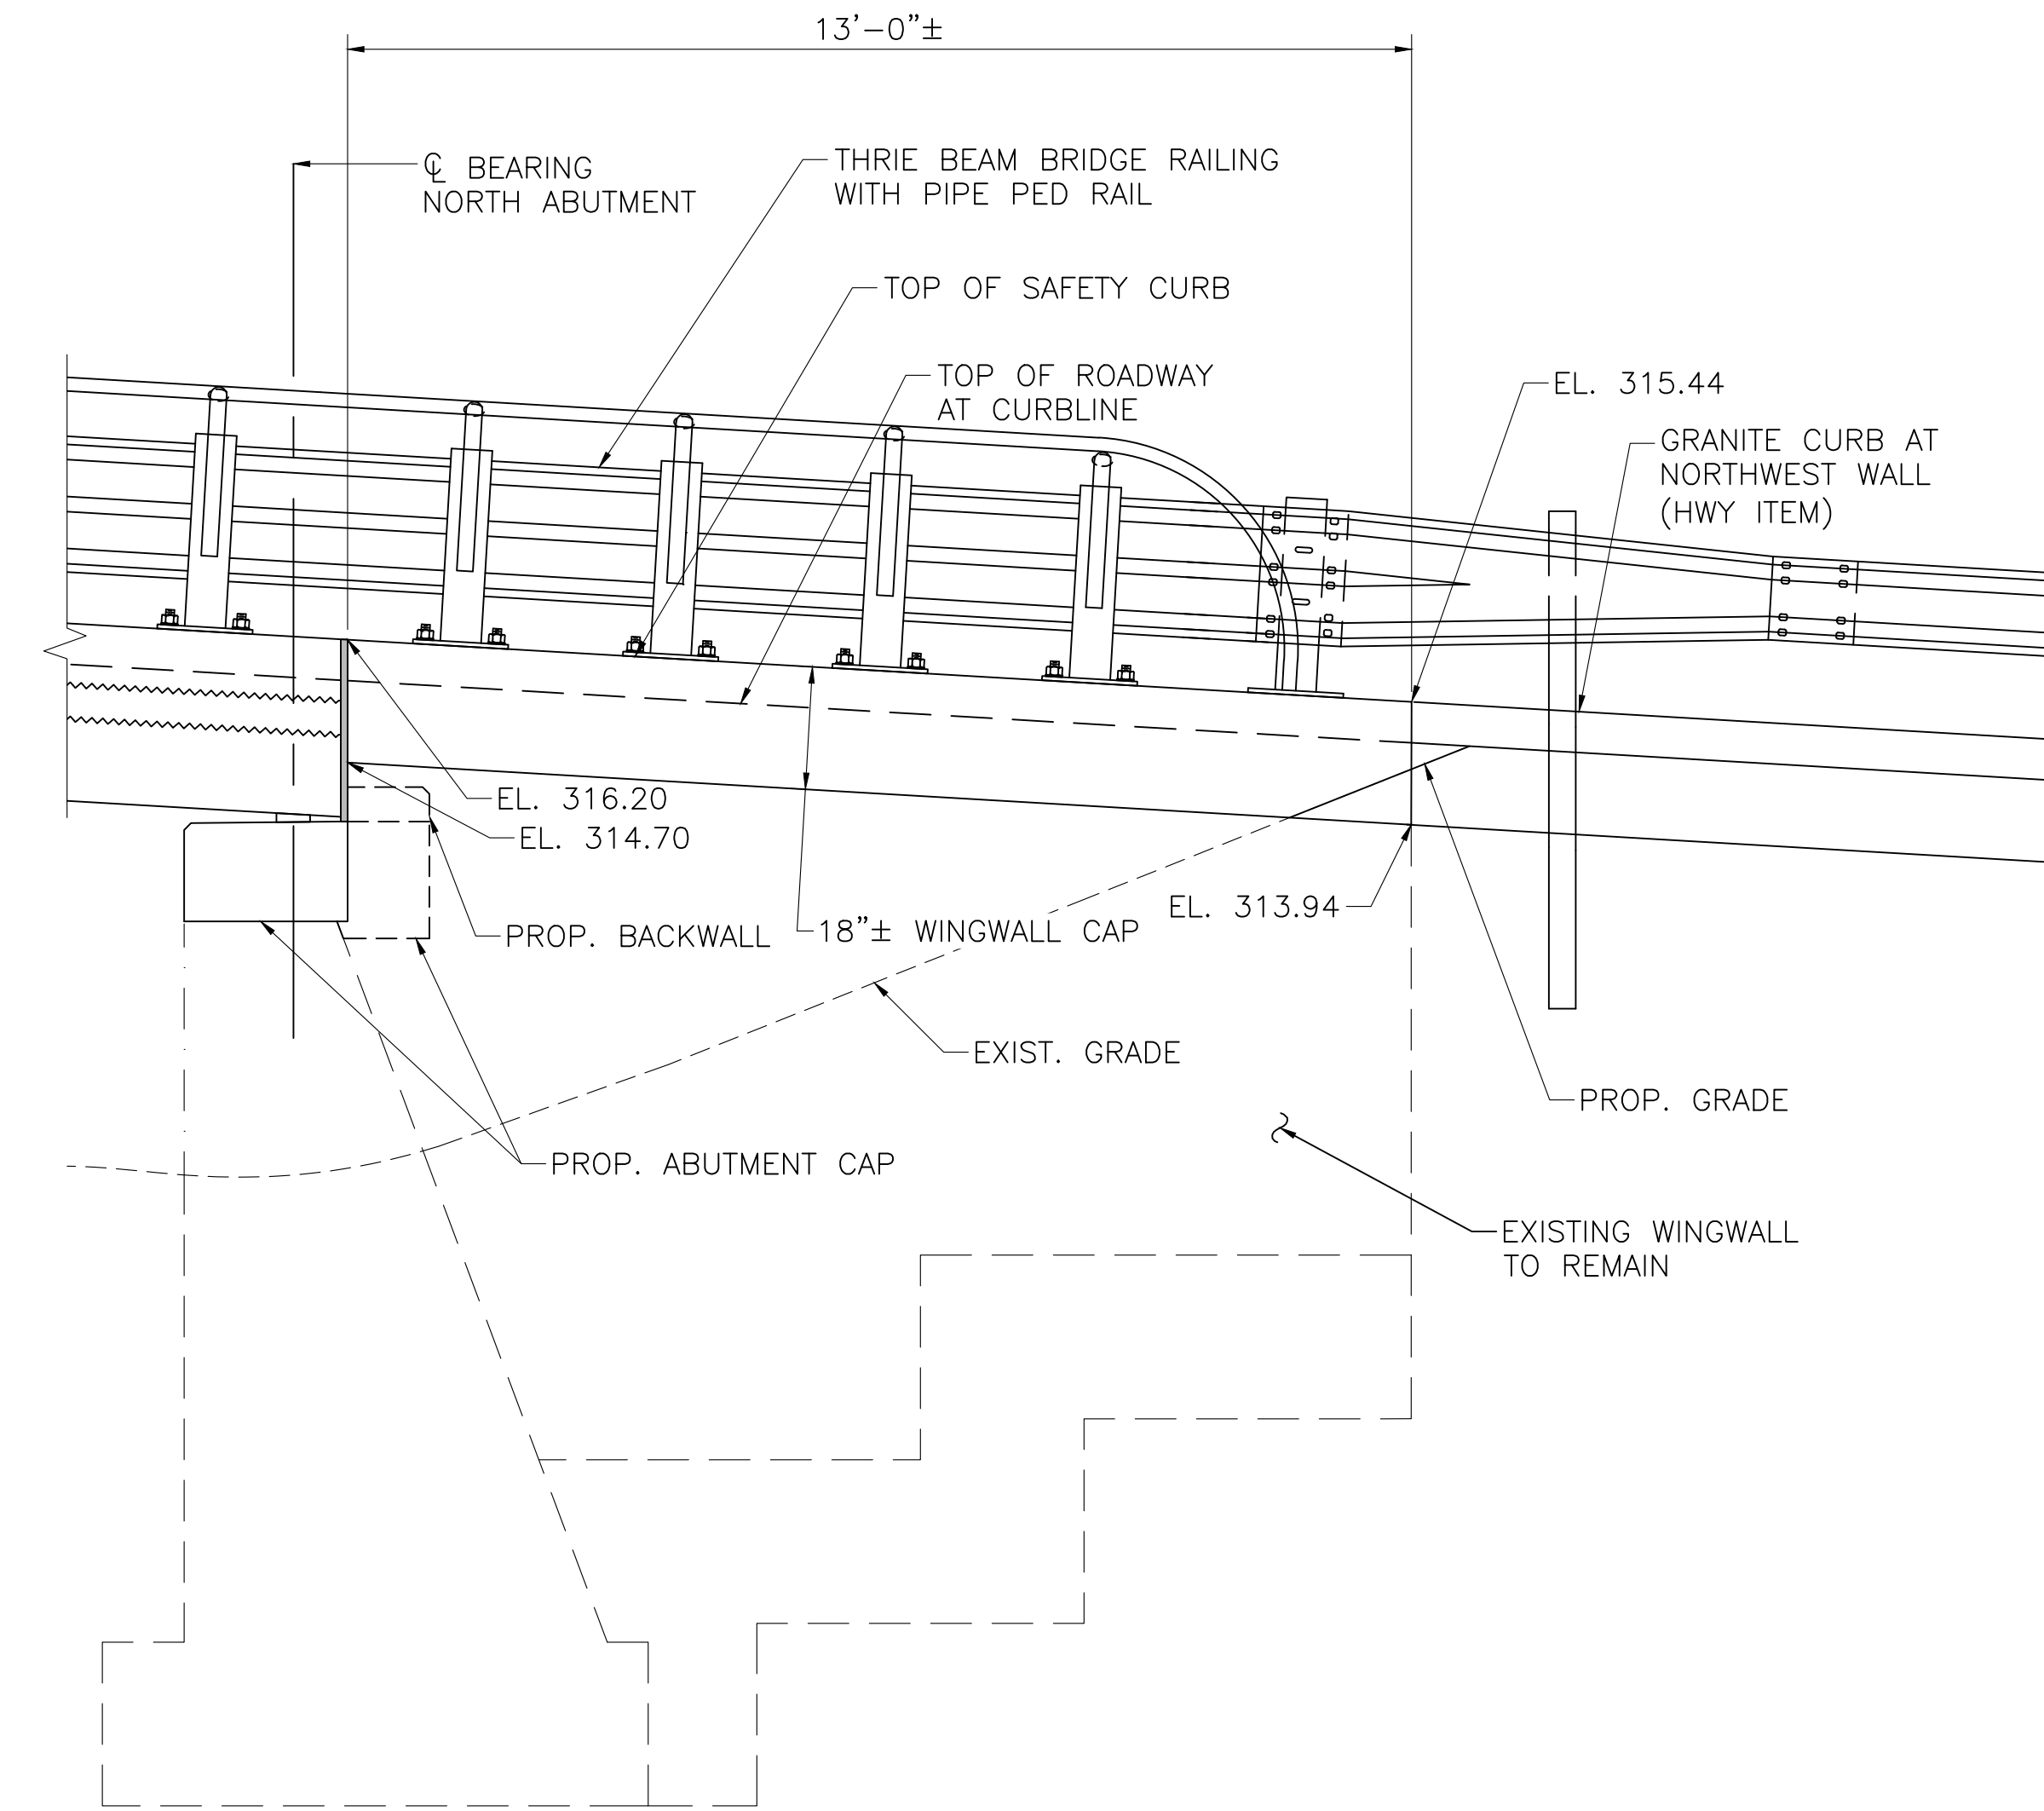 13'-0"±
℄ BEARING
NORTH ABUTMENT
THRIE BEAM BRIDGE RAILING
WITH PIPE PED RAIL
TOP OF SAFETY CURB
TOP OF ROADWAY
AT CURBLINE
EL. 315.44
GRANITE CURB AT
NORTHWEST WALL
(HWY ITEM)
EL. 316.20
EL. 314.70
EL. 313.94
PROP. BACKWALL
18"± WINGWALL CAP
EXIST. GRADE
PROP. GRADE
PROP. ABUTMENT CAP
EXISTING WINGWALL
TO REMAIN